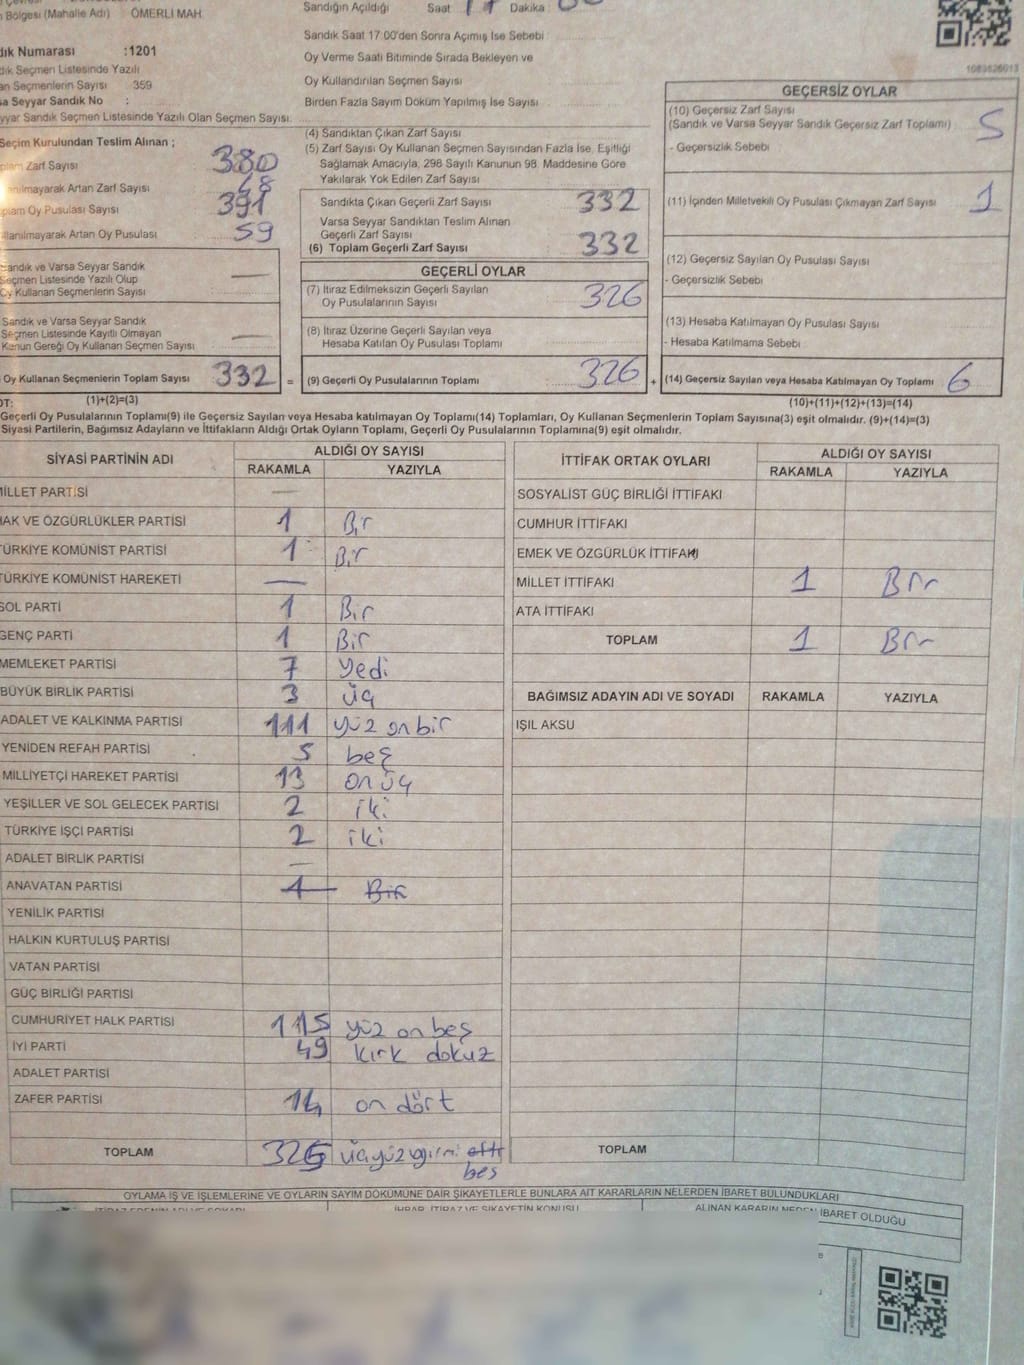 Bölgesi (Mahalle Adı) ÖMERLİ MAH.
Sandığın Açıldığı Saat 17 Dakika
Sandık Saat 17:00'den Sonra Açımış İse Sebebi
dık Numarası :1201
Oy Verme Saati Bitiminde Sırada Bekleyen ve
Oy Kullandırılan Seçmen Sayısı
dık Seçmen Listesinde Yazılı
an Seçmenlerin Sayısı 359
Birden Fazla Sayım Döküm Yapılmış İse Sayısı
sa Seyyar Sandık No :
yyar Sandık Seçmen Listesinde Yazılı Olan Seçmen Sayısı:
1083626013
Seçim Kurulundan Teslim Alınan ;
plam Zarf Sayısı 380
anılmayarak Artan Zarf Sayısı 48
plam Oy Pusulası Sayısı 391
llanılmayarak Artan Oy Pusulası 59
Sandık ve Varsa Seyyar Sandık
Seçmen Listesinde Yazılı Olup
Oy Kullanan Seçmenlerin Sayısı —
Sandık ve Varsa Seyyar Sandık
Seçmen Listesinde Kayıtlı Olmayan
Kanun Gereği Oy Kullanan Seçmen Sayısı —
Oy Kullanan Seçmenlerin Toplam Sayısı 332 =
(4) Sandıktan Çıkan Zarf Sayısı
(5) Zarf Sayısı Oy Kullanan Seçmen Sayısından Fazla İse, Eşitliği
Sağlamak Amacıyla, 298 Sayılı Kanunun 98. Maddesine Göre
Yakılarak Yok Edilen Zarf Sayısı
Sandıkta Çıkan Geçerli Zarf Sayısı 332
Varsa Seyyar Sandıktan Teslim Alınan
Geçerli Zarf Sayısı
(6) Toplam Geçerli Zarf Sayısı 332
GEÇERLİ OYLAR
(7) İtiraz Edilmeksizin Geçerli Sayılan
Oy Pusulalarının Sayısı 326
(8) İtiraz Üzerine Geçerli Sayılan veya
Hesaba Katılan Oy Pusulası Toplamı
(9) Geçerli Oy Pusulalarının Toplamı 326 +
GEÇERSİZ OYLAR
(10) Geçersiz Zarf Sayısı
(Sandık ve Varsa Seyyar Sandık Geçersiz Zarf Toplamı) 5
- Geçersizlik Sebebi
(11) İçinden Milletvekili Oy Pusulası Çıkmayan Zarf Sayısı 1
(12) Geçersiz Sayılan Oy Pusulası Sayısı
- Geçersizlik Sebebi
(13) Hesaba Katılmayan Oy Pusulası Sayısı
- Hesaba Katılmama Sebebi
(14) Geçersiz Sayılan veya Hesaba Katılmayan Oy Toplamı 6
OT: (1)+(2)=(3) (10)+(11)+(12)+(13)=(14)
Geçerli Oy Pusulalarının Toplamı(9) ile Geçersiz Sayılan veya Hesaba katılmayan Oy Toplamı(14) Toplamları, Oy Kullanan Seçmenlerin Toplam Sayısına(3) eşit olmalıdır. (9)+(14)=(3)
Siyasi Partilerin, Bağımsız Adayların ve İttifakların Aldığı Ortak Oyların Toplamı, Geçerli Oy Pusulalarının Toplamına(9) eşit olmalıdır.
SİYASİ PARTİNİN ADI ALDIĞI OY SAYISI
RAKAMLA YAZIYLA
MİLLET PARTİSİ —
HAK VE ÖZGÜRLÜKLER PARTİSİ 1 Bir
TÜRKİYE KOMÜNİST PARTİSİ 1 Bir
TÜRKİYE KOMÜNİST HAREKETİ —
SOL PARTİ 1 Bir
GENÇ PARTİ 1 Bir
MEMLEKET PARTİSİ 7 yedi
BÜYÜK BİRLİK PARTİSİ 3 üç
ADALET VE KALKINMA PARTİSİ 111 yüz on bir
YENİDEN REFAH PARTİSİ 5 beş
MİLLİYETÇİ HAREKET PARTİSİ 13 on üç
YEŞİLLER VE SOL GELECEK PARTİSİ 2 iki
TÜRKİYE İŞÇİ PARTİSİ 2 iki
ADALET BİRLİK PARTİSİ —
ANAVATAN PARTİSİ 1 Bir
YENİLİK PARTİSİ
HALKIN KURTULUŞ PARTİSİ
VATAN PARTİSİ
GÜÇ BİRLİĞİ PARTİSİ
CUMHURİYET HALK PARTİSİ 115 yüz on beş
İYİ PARTİ 49 kırk dokuz
ADALET PARTİSİ
ZAFER PARTİSİ 14 on dört
TOPLAM 325 üçyüzyirmi altı
beş
İTTİFAK ORTAK OYLARI ALDIĞI OY SAYISI
RAKAMLA YAZIYLA
SOSYALİST GÜÇ BİRLİĞİ İTTİFAKI
CUMHUR İTTİFAKI
EMEK VE ÖZGÜRLÜK İTTİFAKI
MİLLET İTTİFAKI 1 Bir
ATA İTTİFAKI
TOPLAM 1 Bir
BAĞIMSIZ ADAYIN ADI VE SOYADI RAKAMLA YAZIYLA
IŞIL AKSU
TOPLAM
OYLAMA İŞ VE İŞLEMLERİNE VE OYLARIN SAYIM DÖKÜMÜNE DAİR ŞİKAYETLERLE BUNLARA AİT KARARLARIN NELERDEN İBARET BULUNDUKLARI
İTİRAZ EDENİN ADI VE SOYADI İHBAR, İTİRAZ VE ŞİKAYETİN KONUSU ALINAN KARARIN NEDEN İBARET OLDUĞU